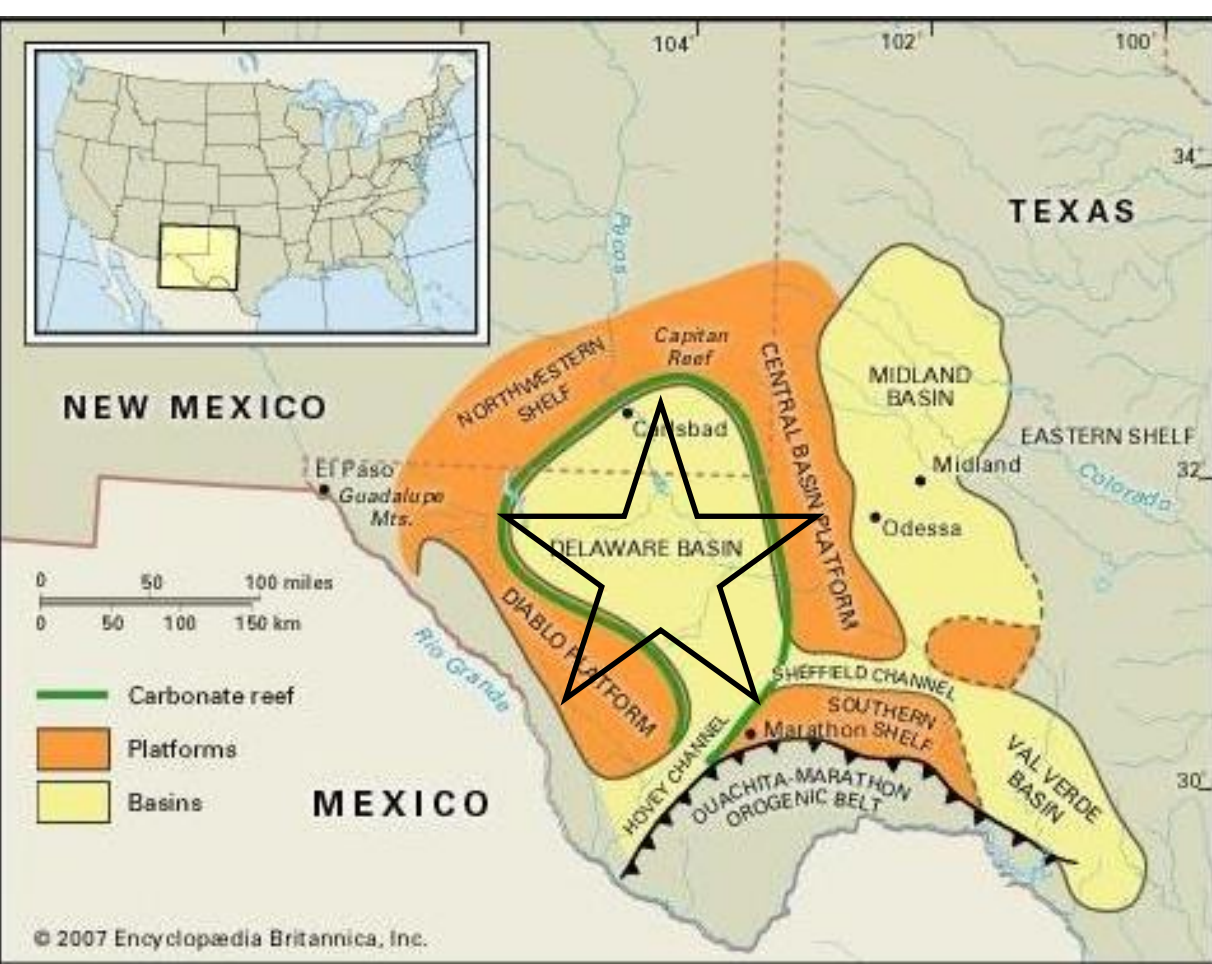 104°
102°
100°
34°
TEXAS
Pecos
Capitan
Reef
NORTHWESTERN
SHELF
CENTRAL BASIN PLATFORM
MIDLAND
BASIN
NEW MEXICO
Carlsbad
EASTERN SHELF
Midland
32°
Colorado
El Paso
Guadalupe
Mts.
Odessa
DELAWARE BASIN
0 50 100 miles
0 50 100 150 km
DIABLO PLATFORM
Rio Grande
SHEFFIELD CHANNEL
Carbonate reef
SOUTHERN
SHELF
Marathon
HOVEY CHANNEL
Platforms
VAL VERDE
BASIN
30°
OUACHITA-MARATHON
OROGENIC BELT
Basins
MEXICO
© 2007 Encyclopædia Britannica, Inc.